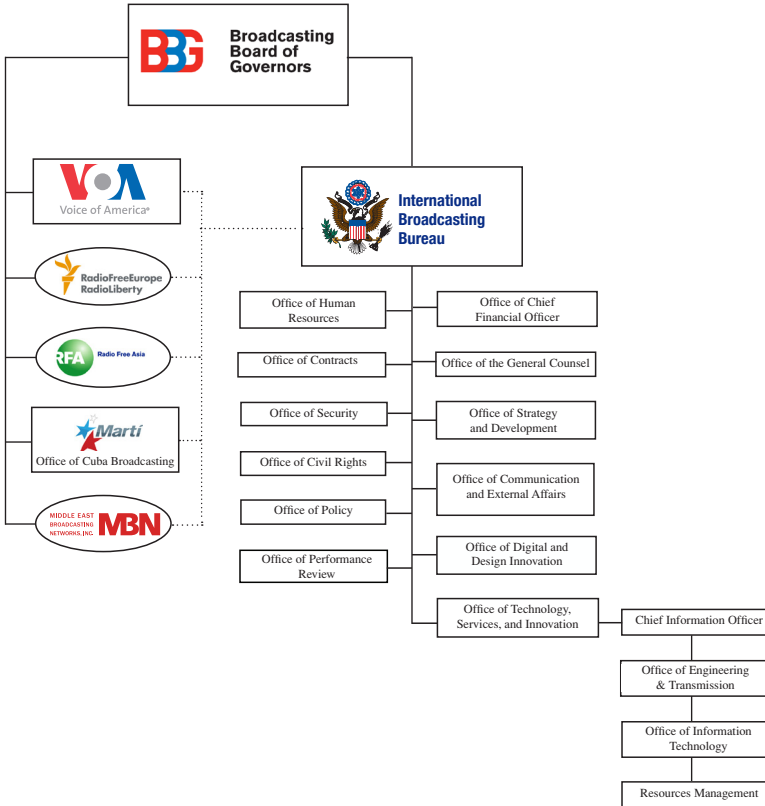 BBG
Broadcasting
Board of
Governors
VOA
Voice of America®
International
Broadcasting
Bureau
RadioFreeEurope
RadioLiberty
RFA
Radio Free Asia
Martí
Office of Cuba Broadcasting
MIDDLE EAST
BROADCASTING
NETWORKS, INC.
MBN
Office of Human
Resources
Office of Chief
Financial Officer
Office of Contracts
Office of the General Counsel
Office of Security
Office of Strategy
and Development
Office of Civil Rights
Office of Communication
and External Affairs
Office of Policy
Office of Digital and
Design Innovation
Office of Performance
Review
Office of Technology,
Services, and Innovation
Chief Information Officer
Office of Engineering
& Transmission
Office of Information
Technology
Resources Management